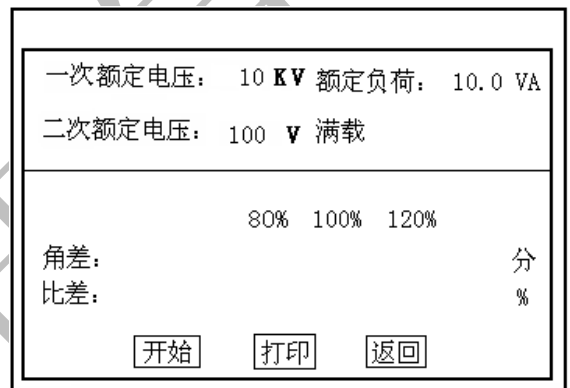 一次额定电压： 10 KV 额定负荷： 10.0 VA
二次额定电压： 100 V 满载
80% 100% 120%
角差： 分
比差： %
开始 打印 返回